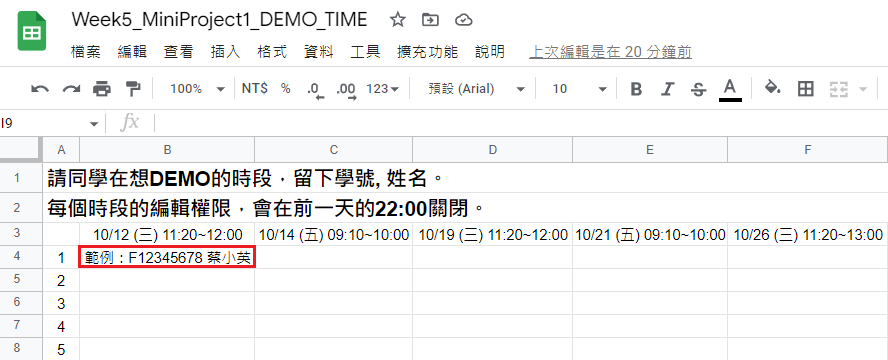 Week5_MiniProject1_DEMO_TIME
檔案 編輯 查看 插入 格式 資料 工具 擴充功能 說明 上次編輯是在 20 分鐘前
100% NT$ % .0 .00 123 預設 (Arial) 10 B I S A
I9 fx
A B C D E F
1 請同學在想DEMO的時段，留下學號, 姓名。
2 每個時段的編輯權限，會在前一天的22:00關閉。
3 10/12 (三) 11:20~12:00 10/14 (五) 09:10~10:00 10/19 (三) 11:20~12:00 10/21 (五) 09:10~10:00 10/26 (三) 11:20~13:00
4 1 範例：F12345678 蔡小英
5 2
6 3
7 4
8 5